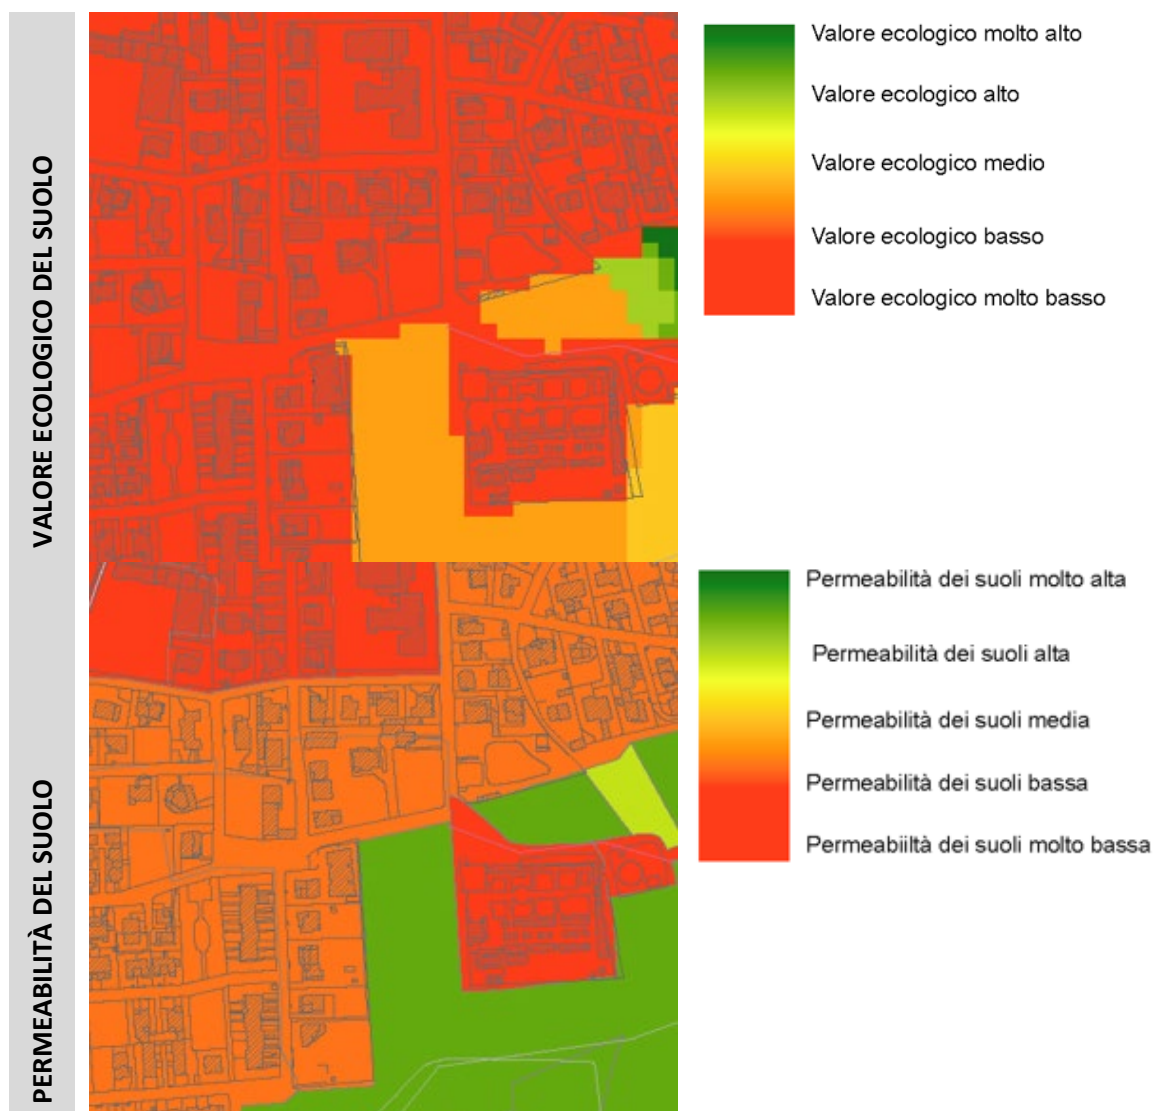 VALORE ECOLOGICO DEL SUOLO
Valore ecologico molto alto
Valore ecologico alto
Valore ecologico medio
Valore ecologico basso
Valore ecologico molto basso
PERMEABILITÀ DEL SUOLO
Permeabilità dei suoli molto alta
Permeabilità dei suoli alta
Permeabilità dei suoli media
Permeabilità dei suoli bassa
Permeabiiltà dei suoli molto bassa